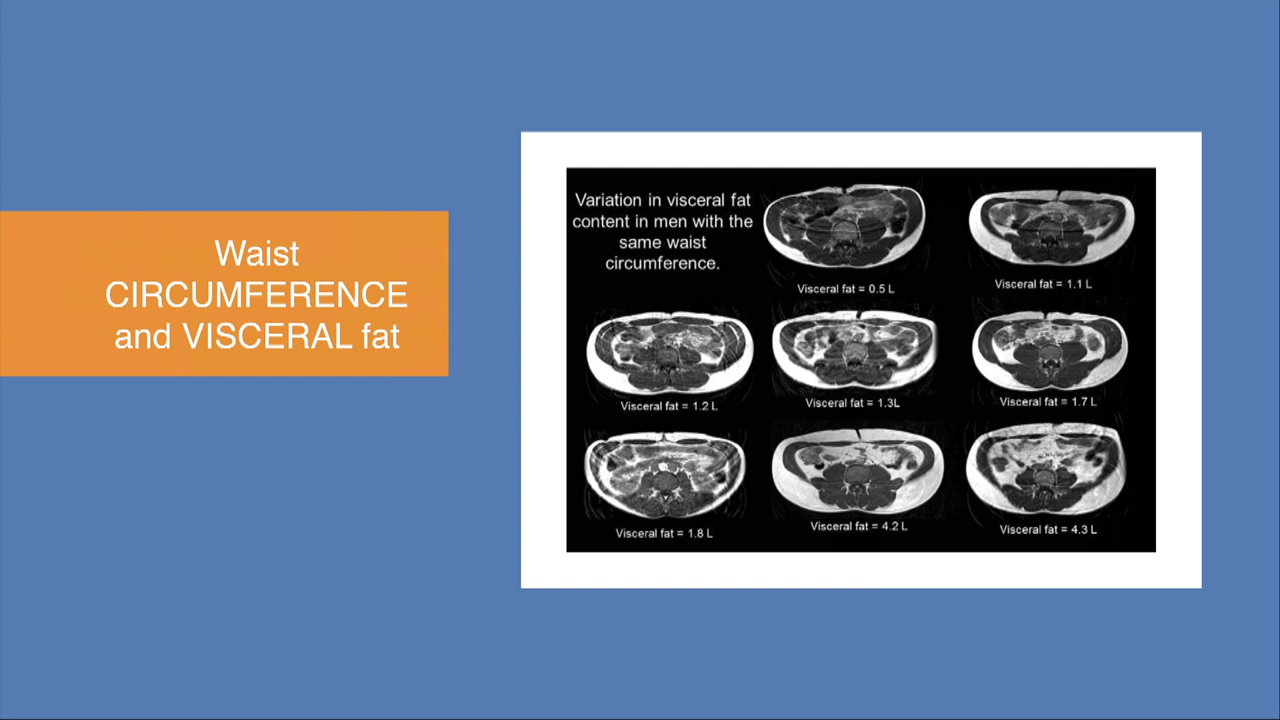 Waist
CIRCUMFERENCE
and VISCERAL fat
Variation in visceral fat
content in men with the
same waist
circumference.
Visceral fat = 0.5 L
Visceral fat = 1.1 L
Visceral fat = 1.2 L
Visceral fat = 1.3L
Visceral fat = 1.7 L
Visceral fat = 1.8 L
Visceral fat = 4.2 L
Visceral fat = 4.3 L